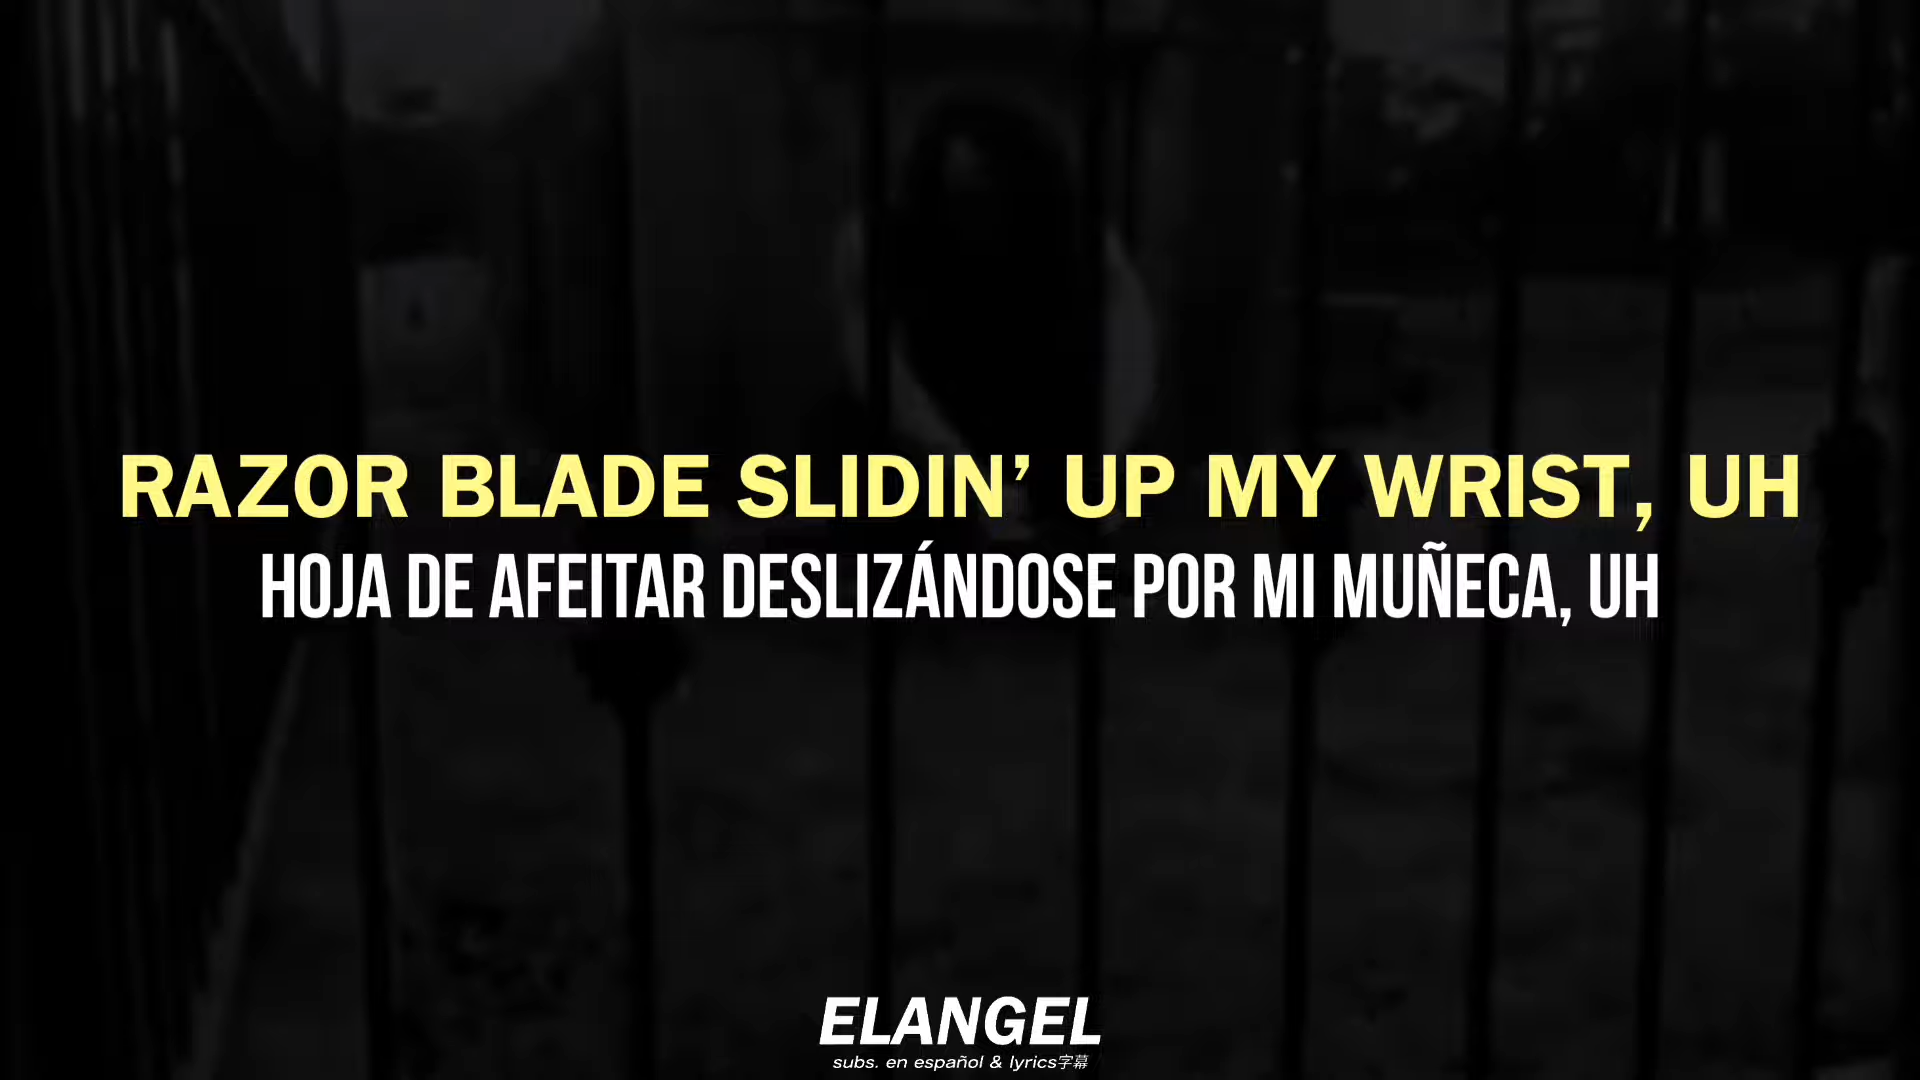 RAZOR BLADE SLIDIN’ UP MY WRIST, UH
HOJA DE AFEITAR DESLIZÁNDOSE POR MI MUÑECA, UH
ELANGEL
subs. en español & lyrics字幕